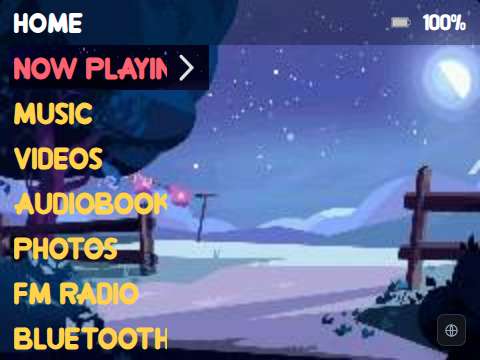 HOME
100%
NOW PLAYIN
MUSIC
VIDEOS
AUDIOBOOK
PHOTOS
FM RADIO
BLUETOOTH